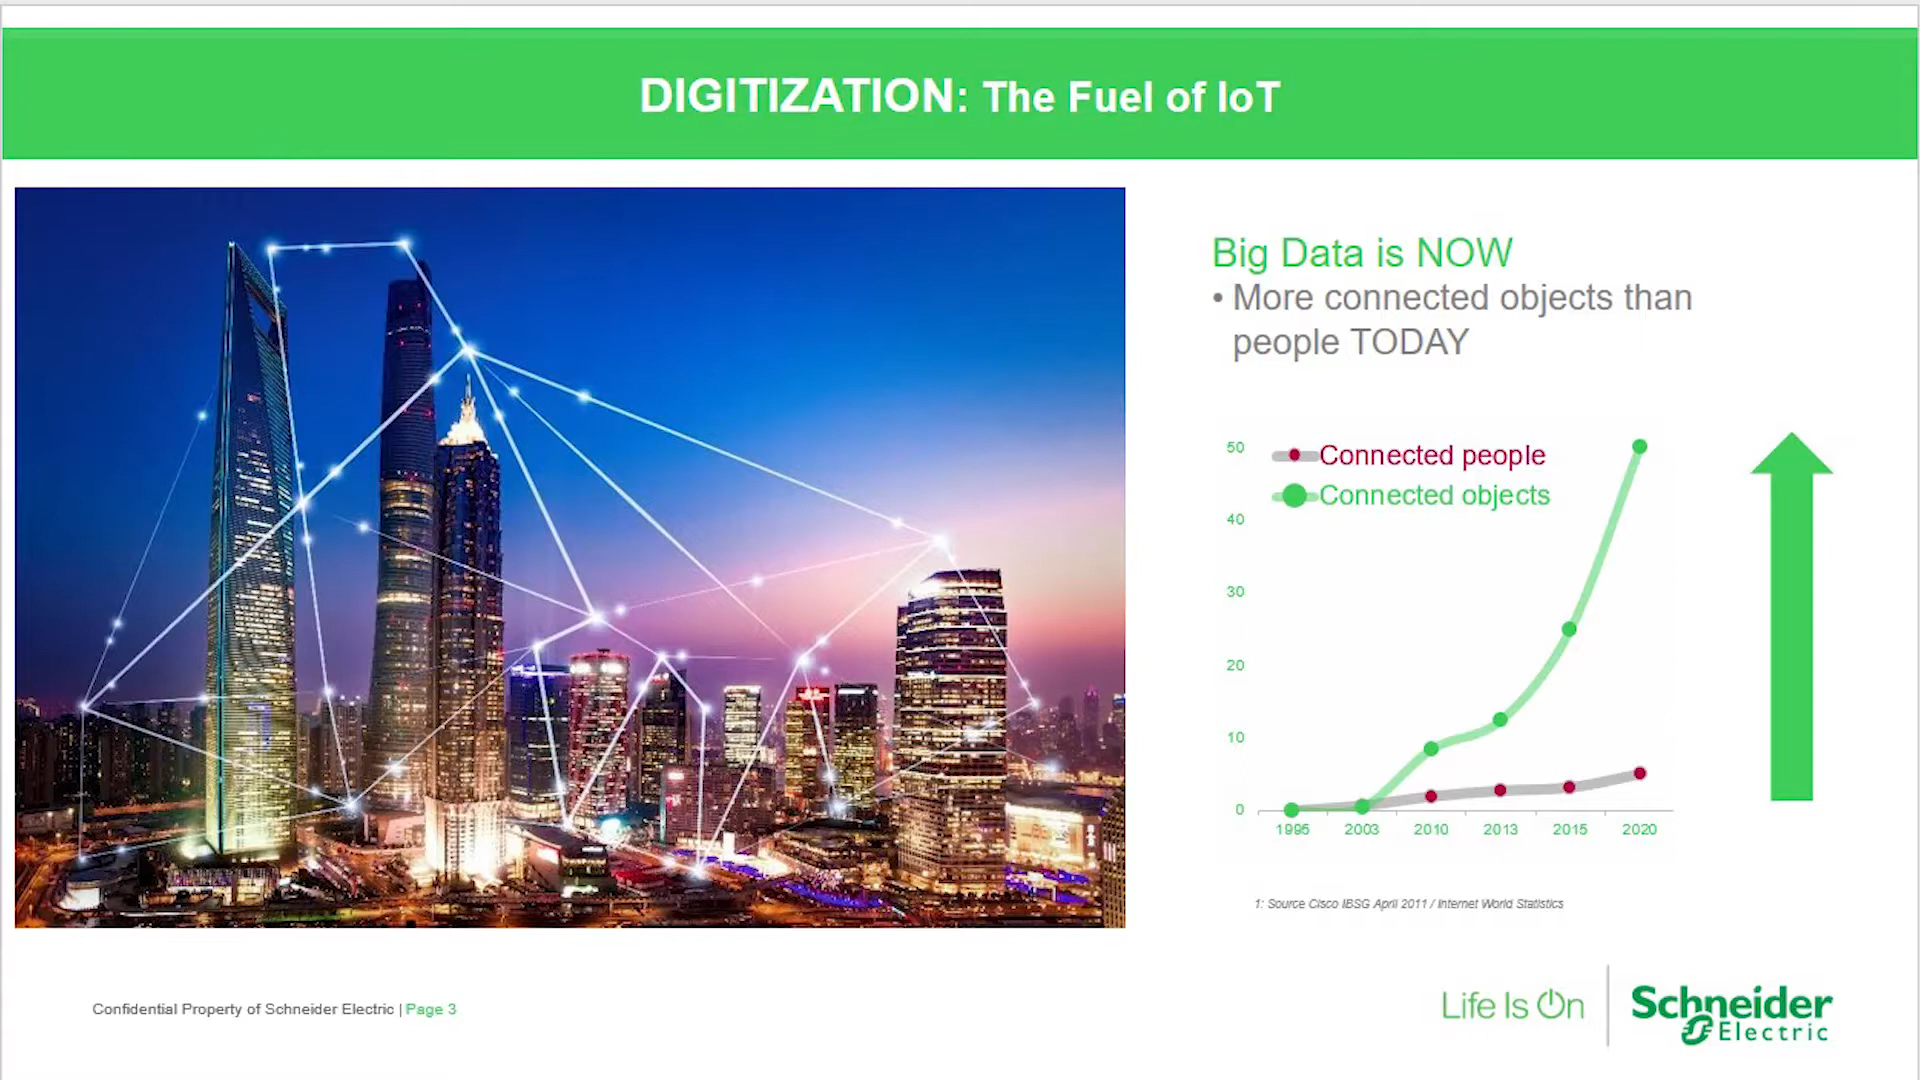 DIGITIZATION: The Fuel of IoT
Big Data is NOW
• More connected objects than
people TODAY
50
40
30
20
10
0
Connected people
Connected objects
1995 2003 2010 2013 2015 2020
1: Source Cisco IBSG April 2011 / Internet World Statistics
Confidential Property of Schneider Electric | Page 3
Life Is On
Schneider
Electric